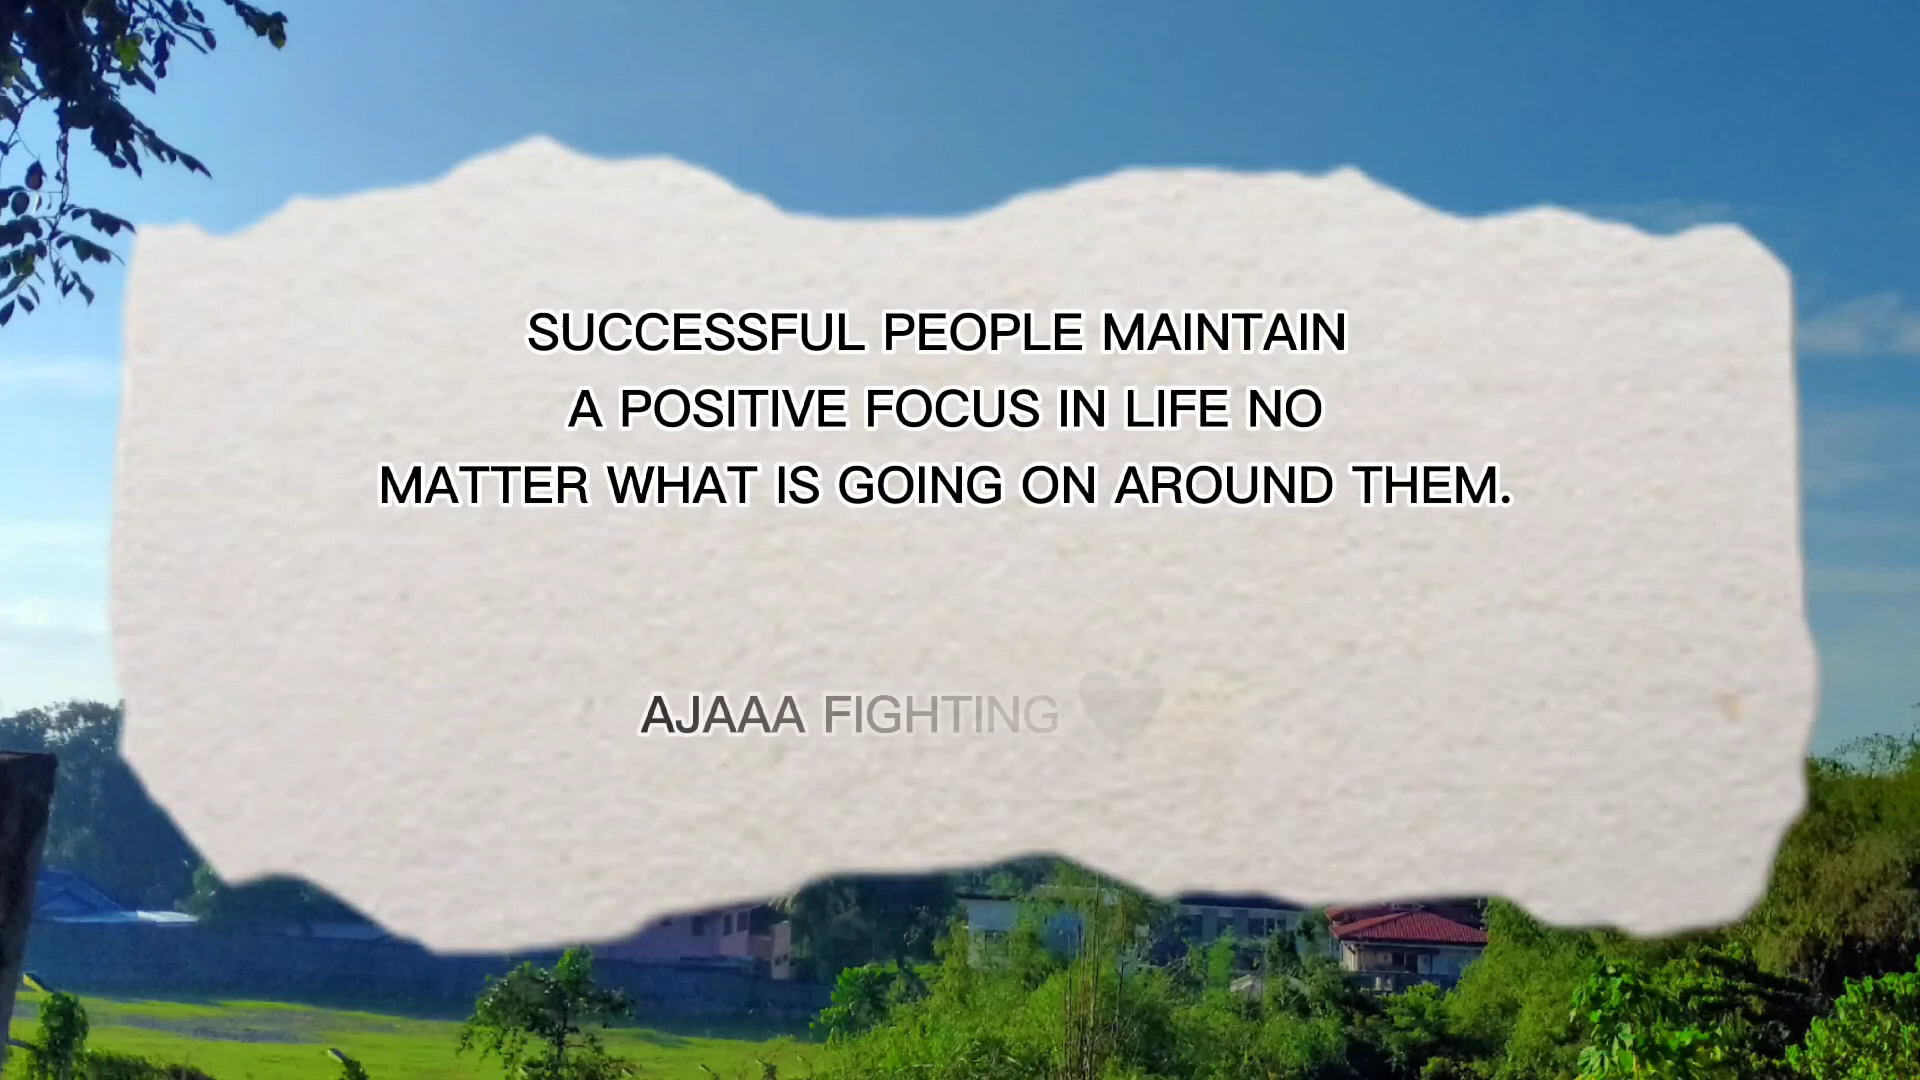 SUCCESSFUL PEOPLE MAINTAIN
A POSITIVE FOCUS IN LIFE NO
MATTER WHAT IS GOING ON AROUND THEM.
AJAAA FIGHTING 🖤